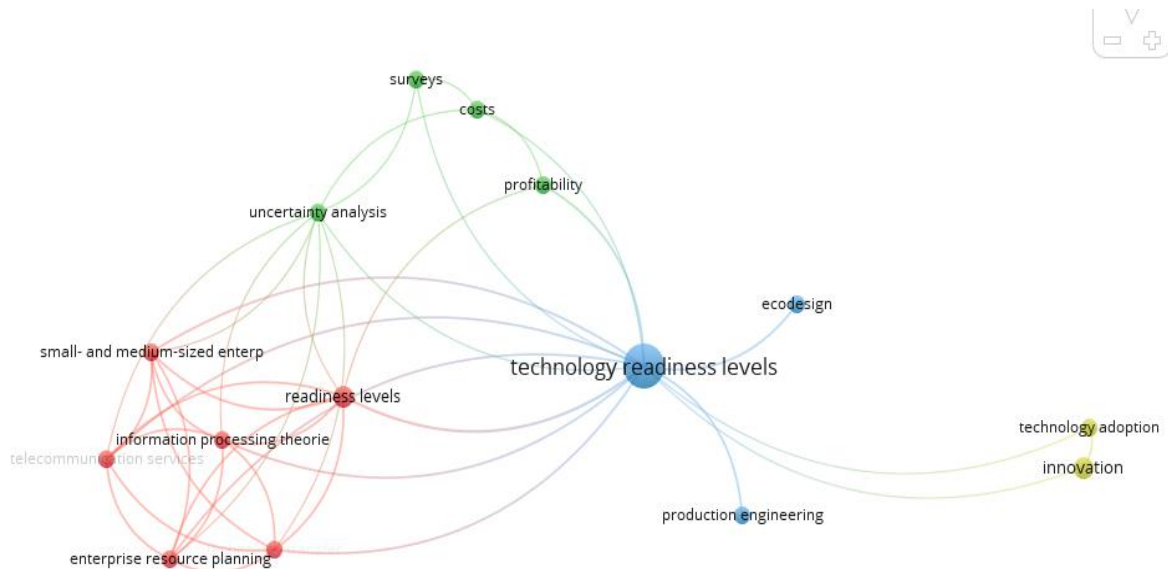 surveys
costs
profitability
uncertainty analysis
ecodesign
small- and medium-sized enterp
technology readiness levels
readiness levels
technology adoption
information processing theorie
telecommunication services
innovation
production engineering
enterprise resource planning